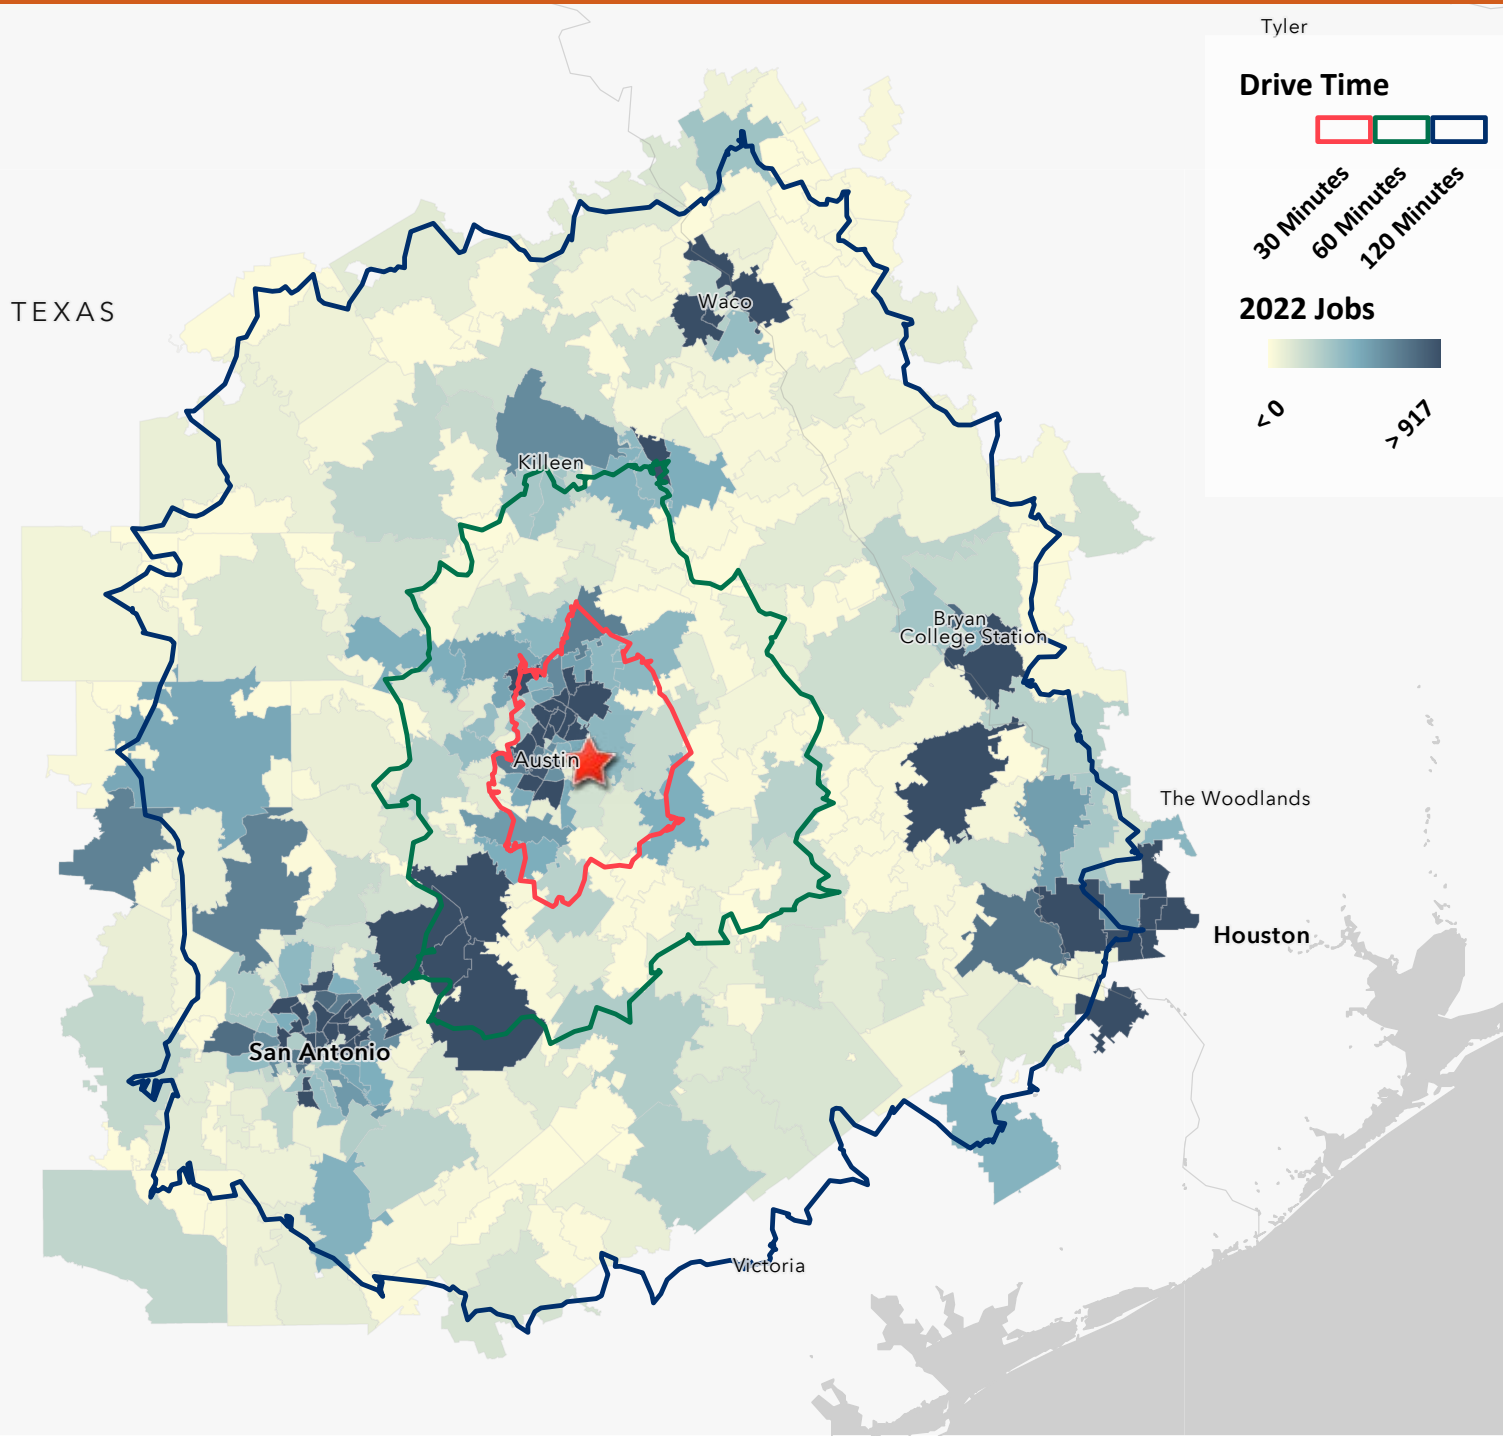 Tyler
Drive Time
30 Minutes
60 Minutes
120 Minutes
2022 Jobs
< 0
> 917
TEXAS
Waco
Killeen
Bryan
College Station
Austin
The Woodlands
Houston
San Antonio
Victoria